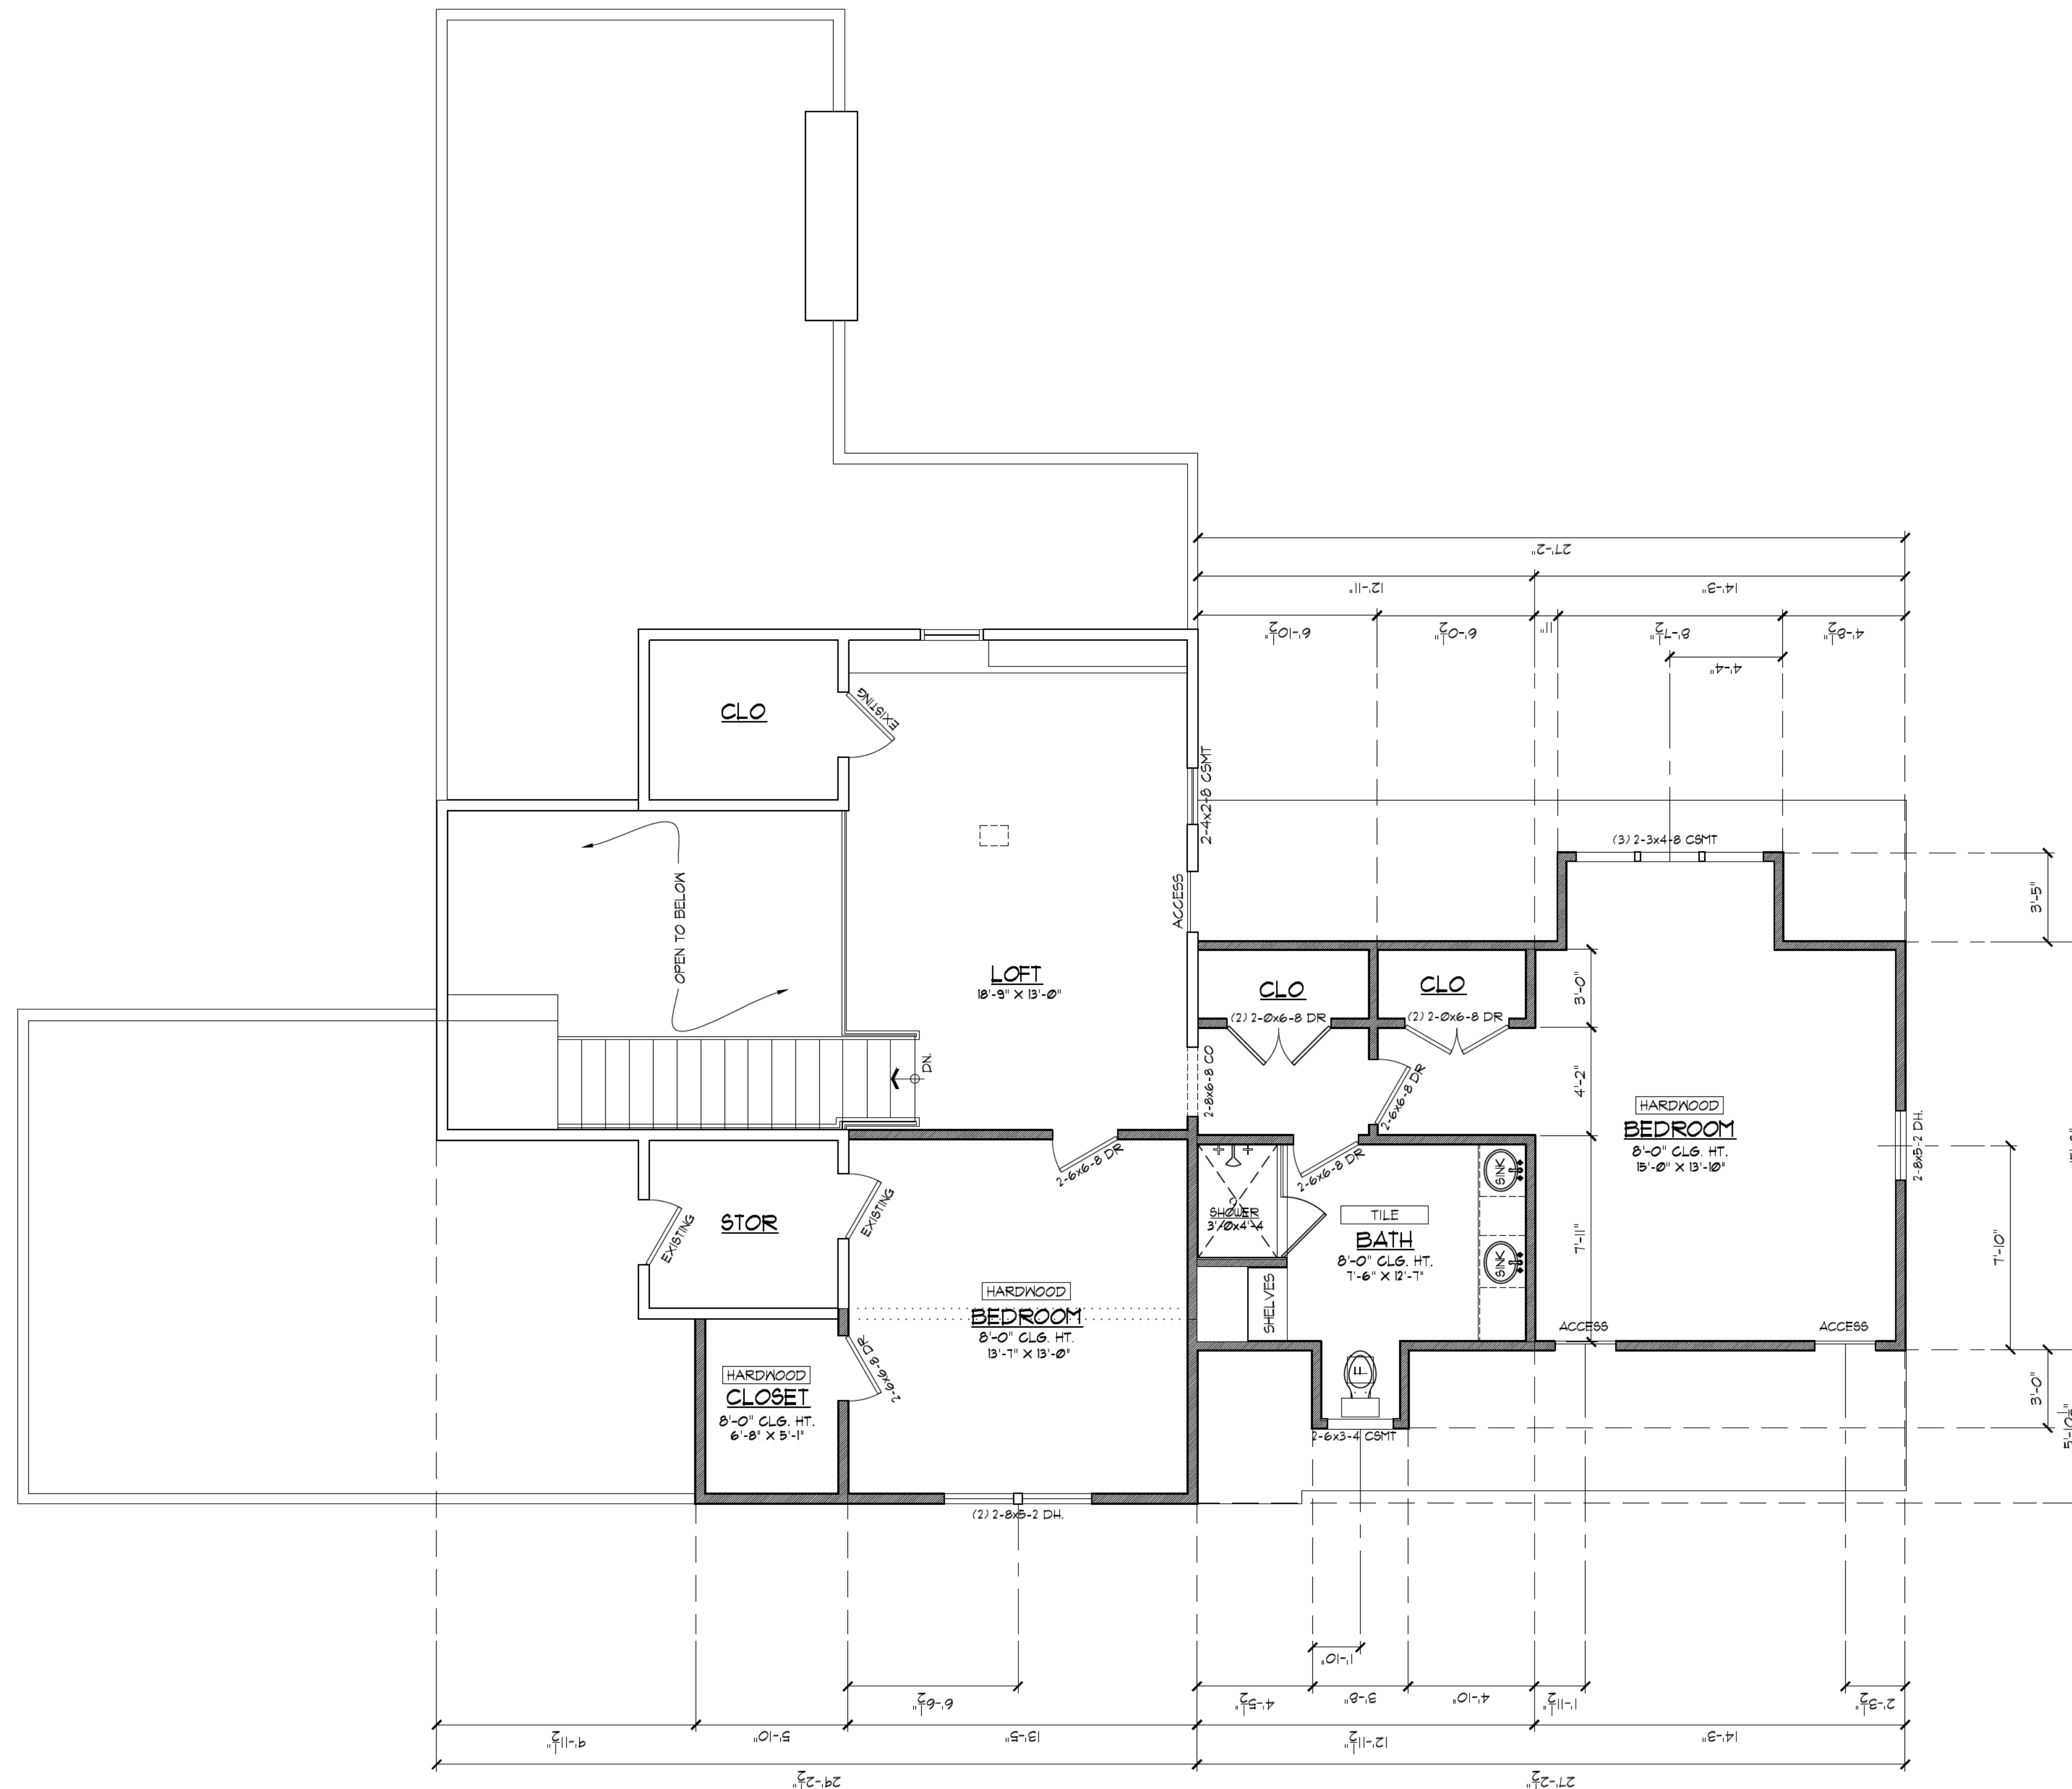 27'-2"
12'-11"
14'-3"
6'-10½"
6'-0½"
11"
8'-7½"
4'-8½"
4'-4"
CLO
EXISTING
2-4x2-8 CSMT
(3) 2-3x4-8 CSMT
OPEN TO BELOW
ACCESS
3'-5"
LOFT
18'-9" X 13'-0"
CLO
(2) 2-0x6-8 DR
CLO
(2) 2-0x6-8 DR
3'-0"
DN.
2-8x6-8 CO
2-6x6-8 DR
4'-2"
HARDWOOD
BEDROOM
8'-0" CLG. HT.
15'-0" X 13'-10"
2-8x5-2 DH.
2-6x6-8 DR
2-6x6-8 DR
SINK
STOR
EXISTING
EXISTING
SHOWER
3'-0x4'-4
TILE
BATH
8'-0" CLG. HT.
7'-6" X 12'-7"
SINK
7'-11"
7'-10"
HARDWOOD
BEDROOM
8'-0" CLG. HT.
13'-7" X 13'-0"
SHELVES
ACCESS
ACCESS
2-6x6-8 DR
HARDWOOD
CLOSET
8'-0" CLG. HT.
6'-8" X 5'-1"
3'-0"
5'-10½"
2-6x3-4 CSMT
(2) 2-8x5-2 DH.
1'-10"
6'-6½"
4'-5½"
3'-8"
4'-10"
1'-11½"
2'-3½"
9'-11½"
5'-10"
13'-5"
12'-11½"
14'-3"
29'-2½"
27'-2½"